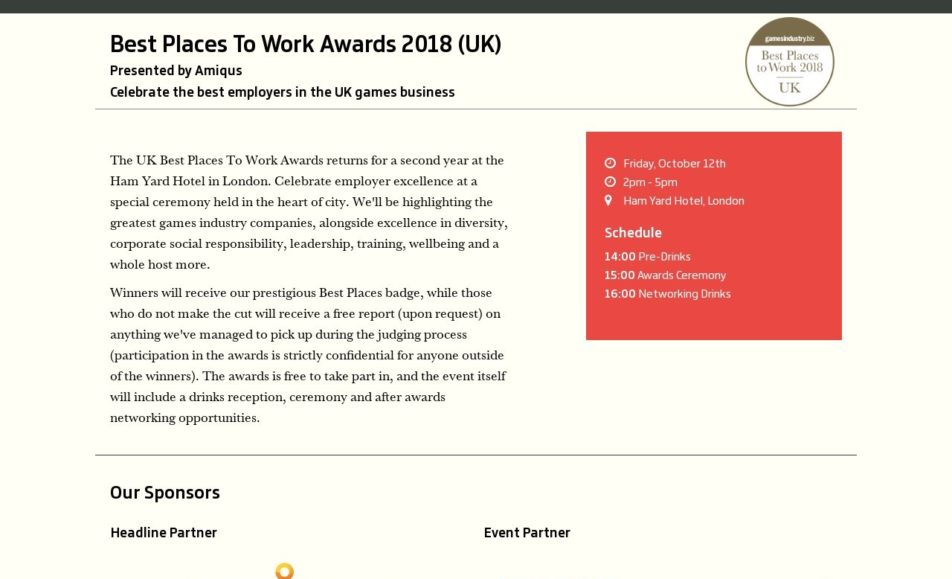 Best Places To Work Awards 2018 (UK)
Presented by Amiqus
Celebrate the best employers in the UK games business
gamesindustry.biz
Best Places
to Work 2018
UK
The UK Best Places To Work Awards returns for a second year at the
Ham Yard Hotel in London. Celebrate employer excellence at a
special ceremony held in the heart of city. We'll be highlighting the
greatest games industry companies, alongside excellence in diversity,
corporate social responsibility, leadership, training, wellbeing and a
whole host more.
Winners will receive our prestigious Best Places badge, while those
who do not make the cut will receive a free report (upon request) on
anything we've managed to pick up during the judging process
(participation in the awards is strictly confidential for anyone outside
of the winners). The awards is free to take part in, and the event itself
will include a drinks reception, ceremony and after awards
networking opportunities.
Friday, October 12th
2pm - 5pm
Ham Yard Hotel, London
Schedule
14:00 Pre-Drinks
15:00 Awards Ceremony
16:00 Networking Drinks
Our Sponsors
Headline Partner
Event Partner